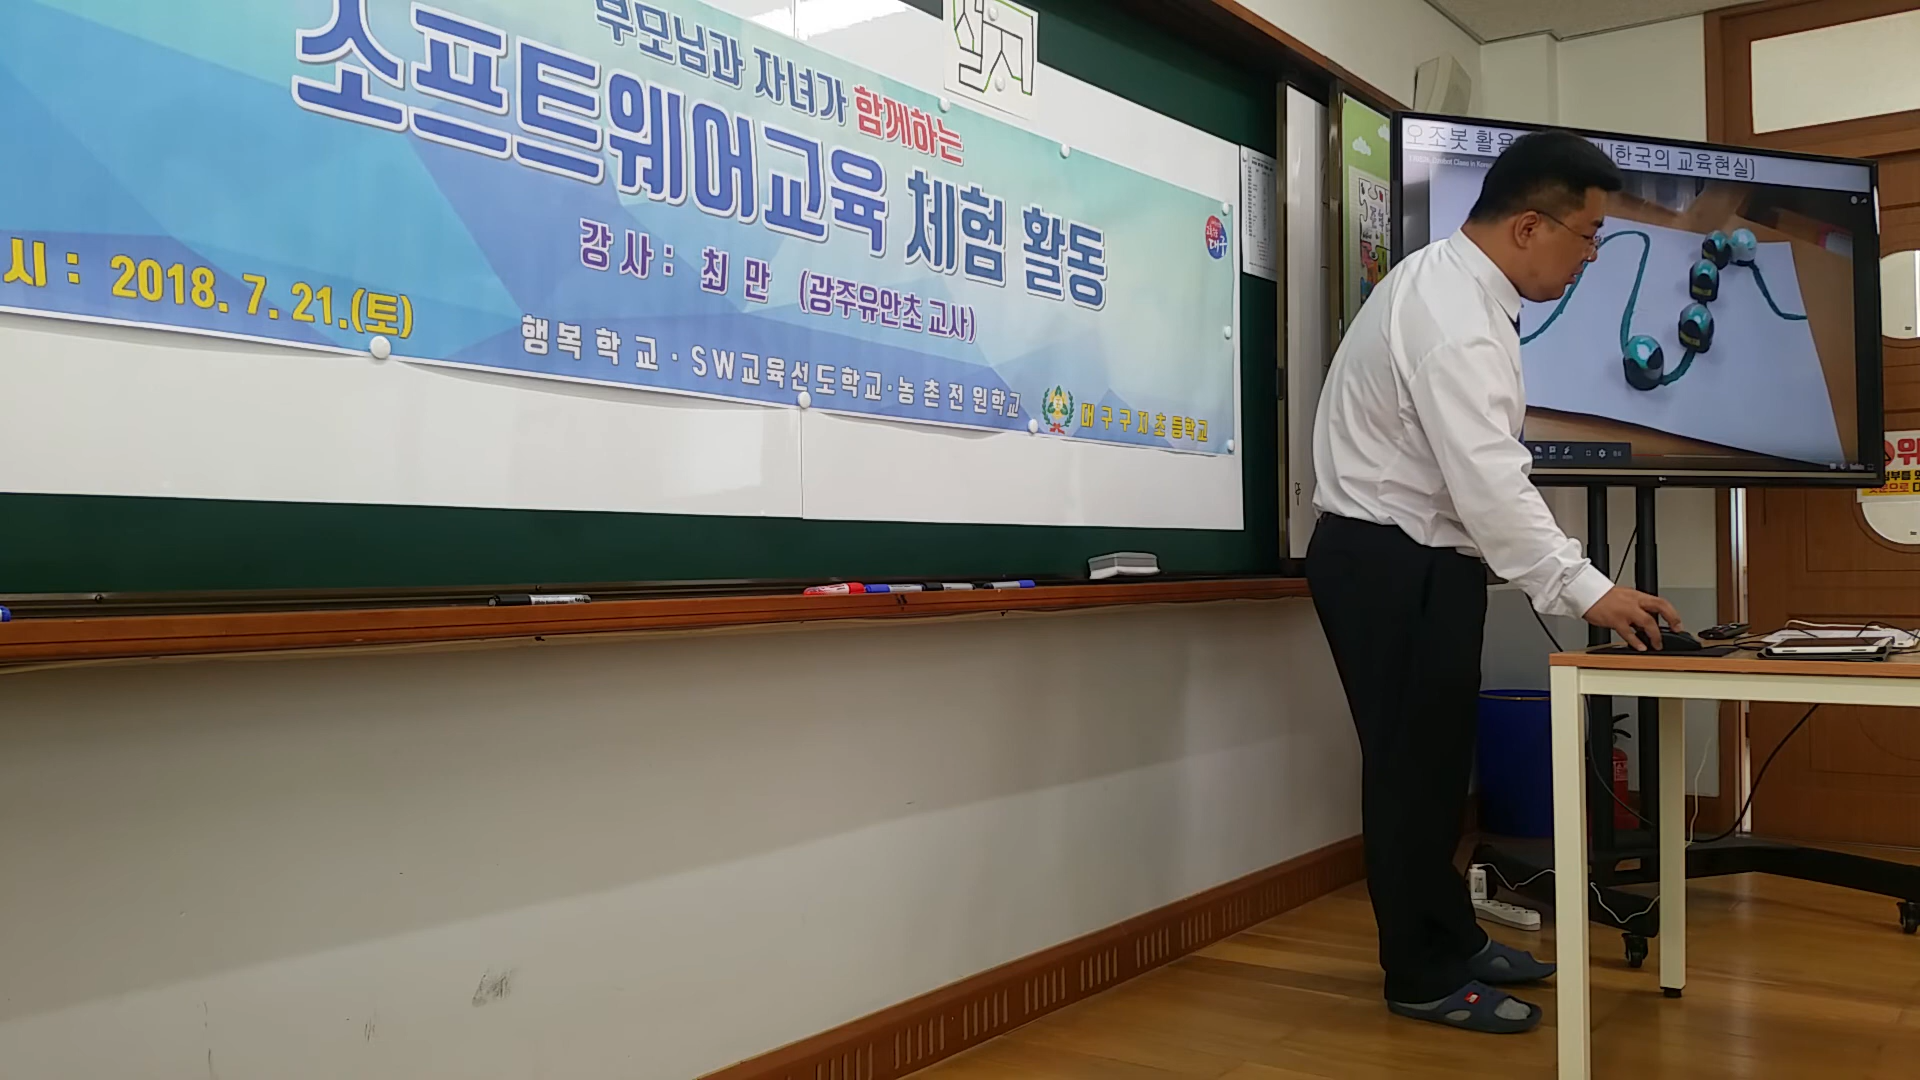 부모님과 자녀가 함께하는
소프트웨어교육 체험 활동
강사 : 최 만 (광주유안초 교사)
시 : 2018. 7. 21.(토)
행복학교 · SW교육선도학교 · 농촌전원학교
대구구지초등학교
대구
오조봇 활용
[한국의 교육현실]